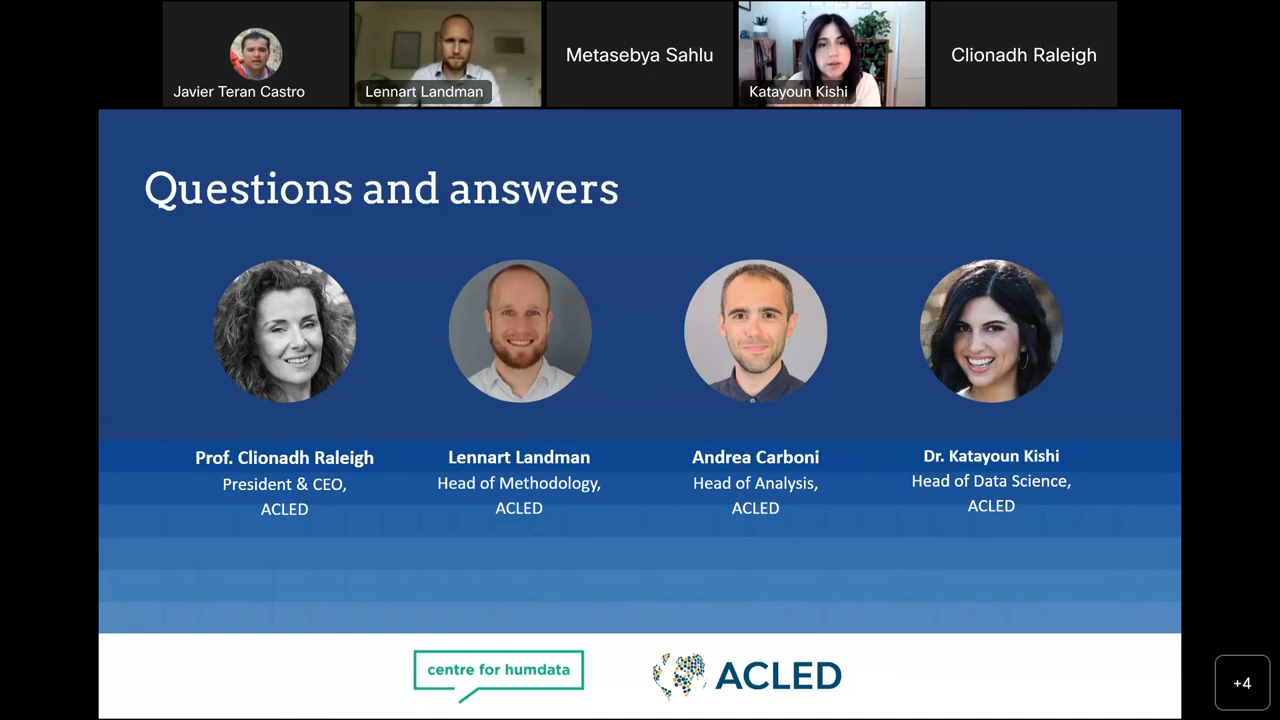 Javier Teran Castro
Lennart Landman
Metasebya Sahlu
Katayoun Kishi
Clionadh Raleigh
Questions and answers
Prof. Clionadh Raleigh
President & CEO,
ACLED
Lennart Landman
Head of Methodology,
ACLED
Andrea Carboni
Head of Analysis,
ACLED
Dr. Katayoun Kishi
Head of Data Science,
ACLED
centre for humdata
ACLED
+4